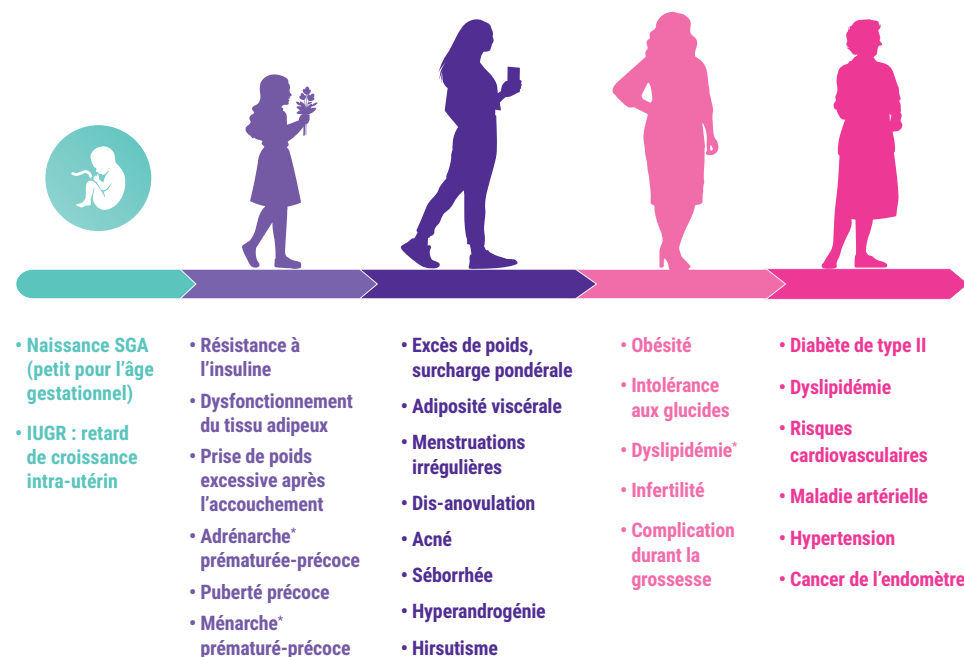 • Naissance SGA
(petit pour l'âge
gestationnel)
• IUGR : retard
de croissance
intra-utérin
• Résistance à
l'insuline
• Dysfonctionnement
du tissu adipeux
• Prise de poids
excessive après
l'accouchement
• Adrénarche*
prématurée-précoce
• Puberté précoce
• Ménarche*
prématuré-précoce
• Excès de poids,
surcharge pondérale
• Adiposité viscérale
• Menstruations
irrégulières
• Dis-anovulation
• Acné
• Séborrhée
• Hyperandrogénie
• Hirsutisme
• Obésité
• Intolérance
aux glucides
• Dyslipidémie*
• Infertilité
• Complication
durant la
grossesse
• Diabète de type II
• Dyslipidémie
• Risques
cardiovasculaires
• Maladie artérielle
• Hypertension
• Cancer de l'endomètre